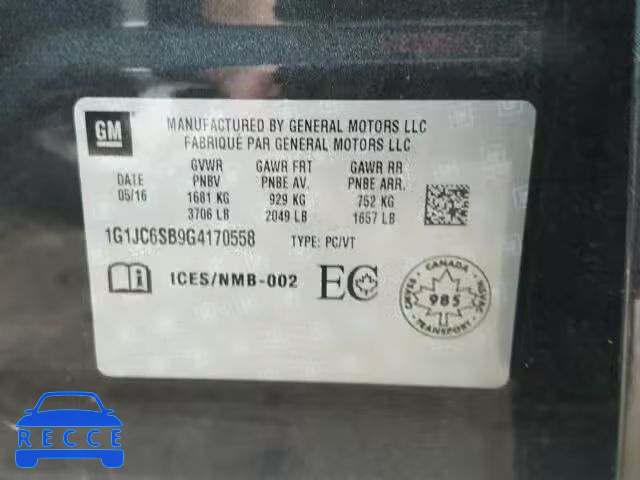 GM
MANUFACTURED BY GENERAL MOTORS LLC
FABRIQUÉ PAR GENERAL MOTORS LLC
GVWR GAWR FRT GAWR RR
DATE PNBV PNBE AV. PNBE ARR.
05/16 1681 KG 929 KG 752 KG
3706 LB 2049 LB 1657 LB
1G1JC6SB9G4170558 TYPE: PC/VT
ICES/NMB-002 EC
CANADA
985
TRANSPORT
RECCE